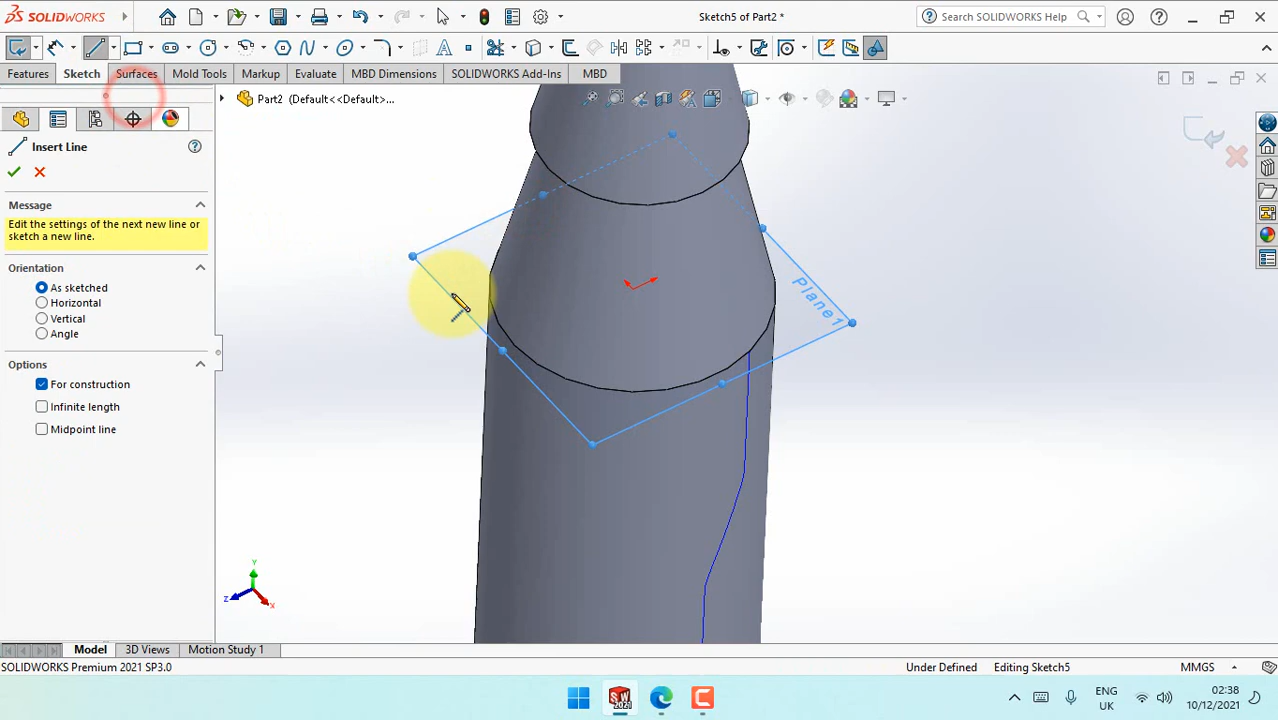 SOLIDWORKS
Sketch5 of Part2 *
Search SOLIDWORKS Help
Features
Sketch
Surfaces
Mold Tools
Markup
Evaluate
MBD Dimensions
SOLIDWORKS Add-Ins
MBD
Part2 (Default<<Default>...
Insert Line
Message
Edit the settings of the next new line or
sketch a new line.
Orientation
As sketched
Horizontal
Vertical
Angle
Options
For construction
Infinite length
Midpoint line
Plane1
Y
Z
X
Model
3D Views
Motion Study 1
SOLIDWORKS Premium 2021 SP3.0
Under Defined
Editing Sketch5
MMGS
SW
2021
ENG
UK
02:38
10/12/2021